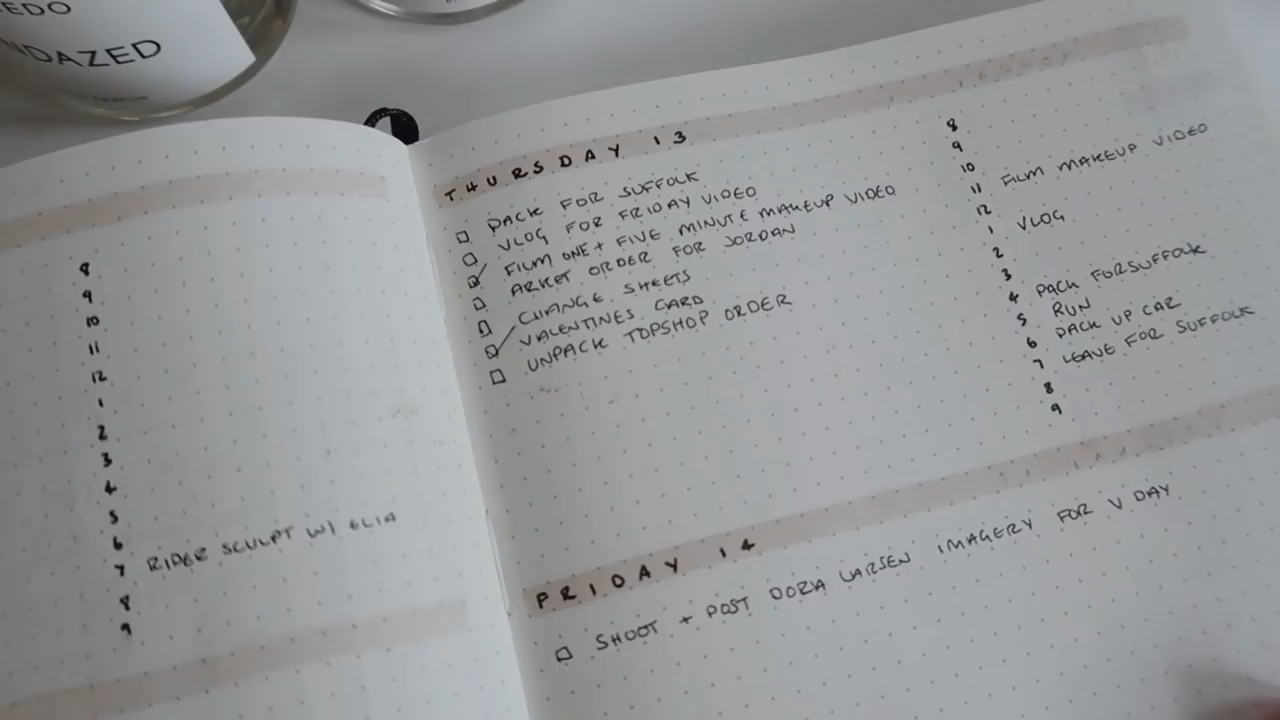 EDO
NDAZED
8
9
10
11
12
1
2
3
4
5
6
7 RIDER SCULPT W/ ELIA
8
9
THURSDAY 13
PACK FOR SUFFOLK
VLOG FOR FRIDAY VIDEO
FILM ONE + FIVE MINUTE MAKEUP VIDEO
ARKET ORDER FOR JORDAN
CHANGE SHEETS
VALENTINES CARD
UNPACK TOPSHOP ORDER
8
9
10
11 FILM MAKEUP VIDEO
12
1 VLOG
2
3
4 PACK FOR SUFFOLK
5 RUN
6 PACK UP CAR
7 LEAVE FOR SUFFOLK
8
9
FRIDAY 14
SHOOT + POST DORA LARSEN IMAGERY FOR V DAY